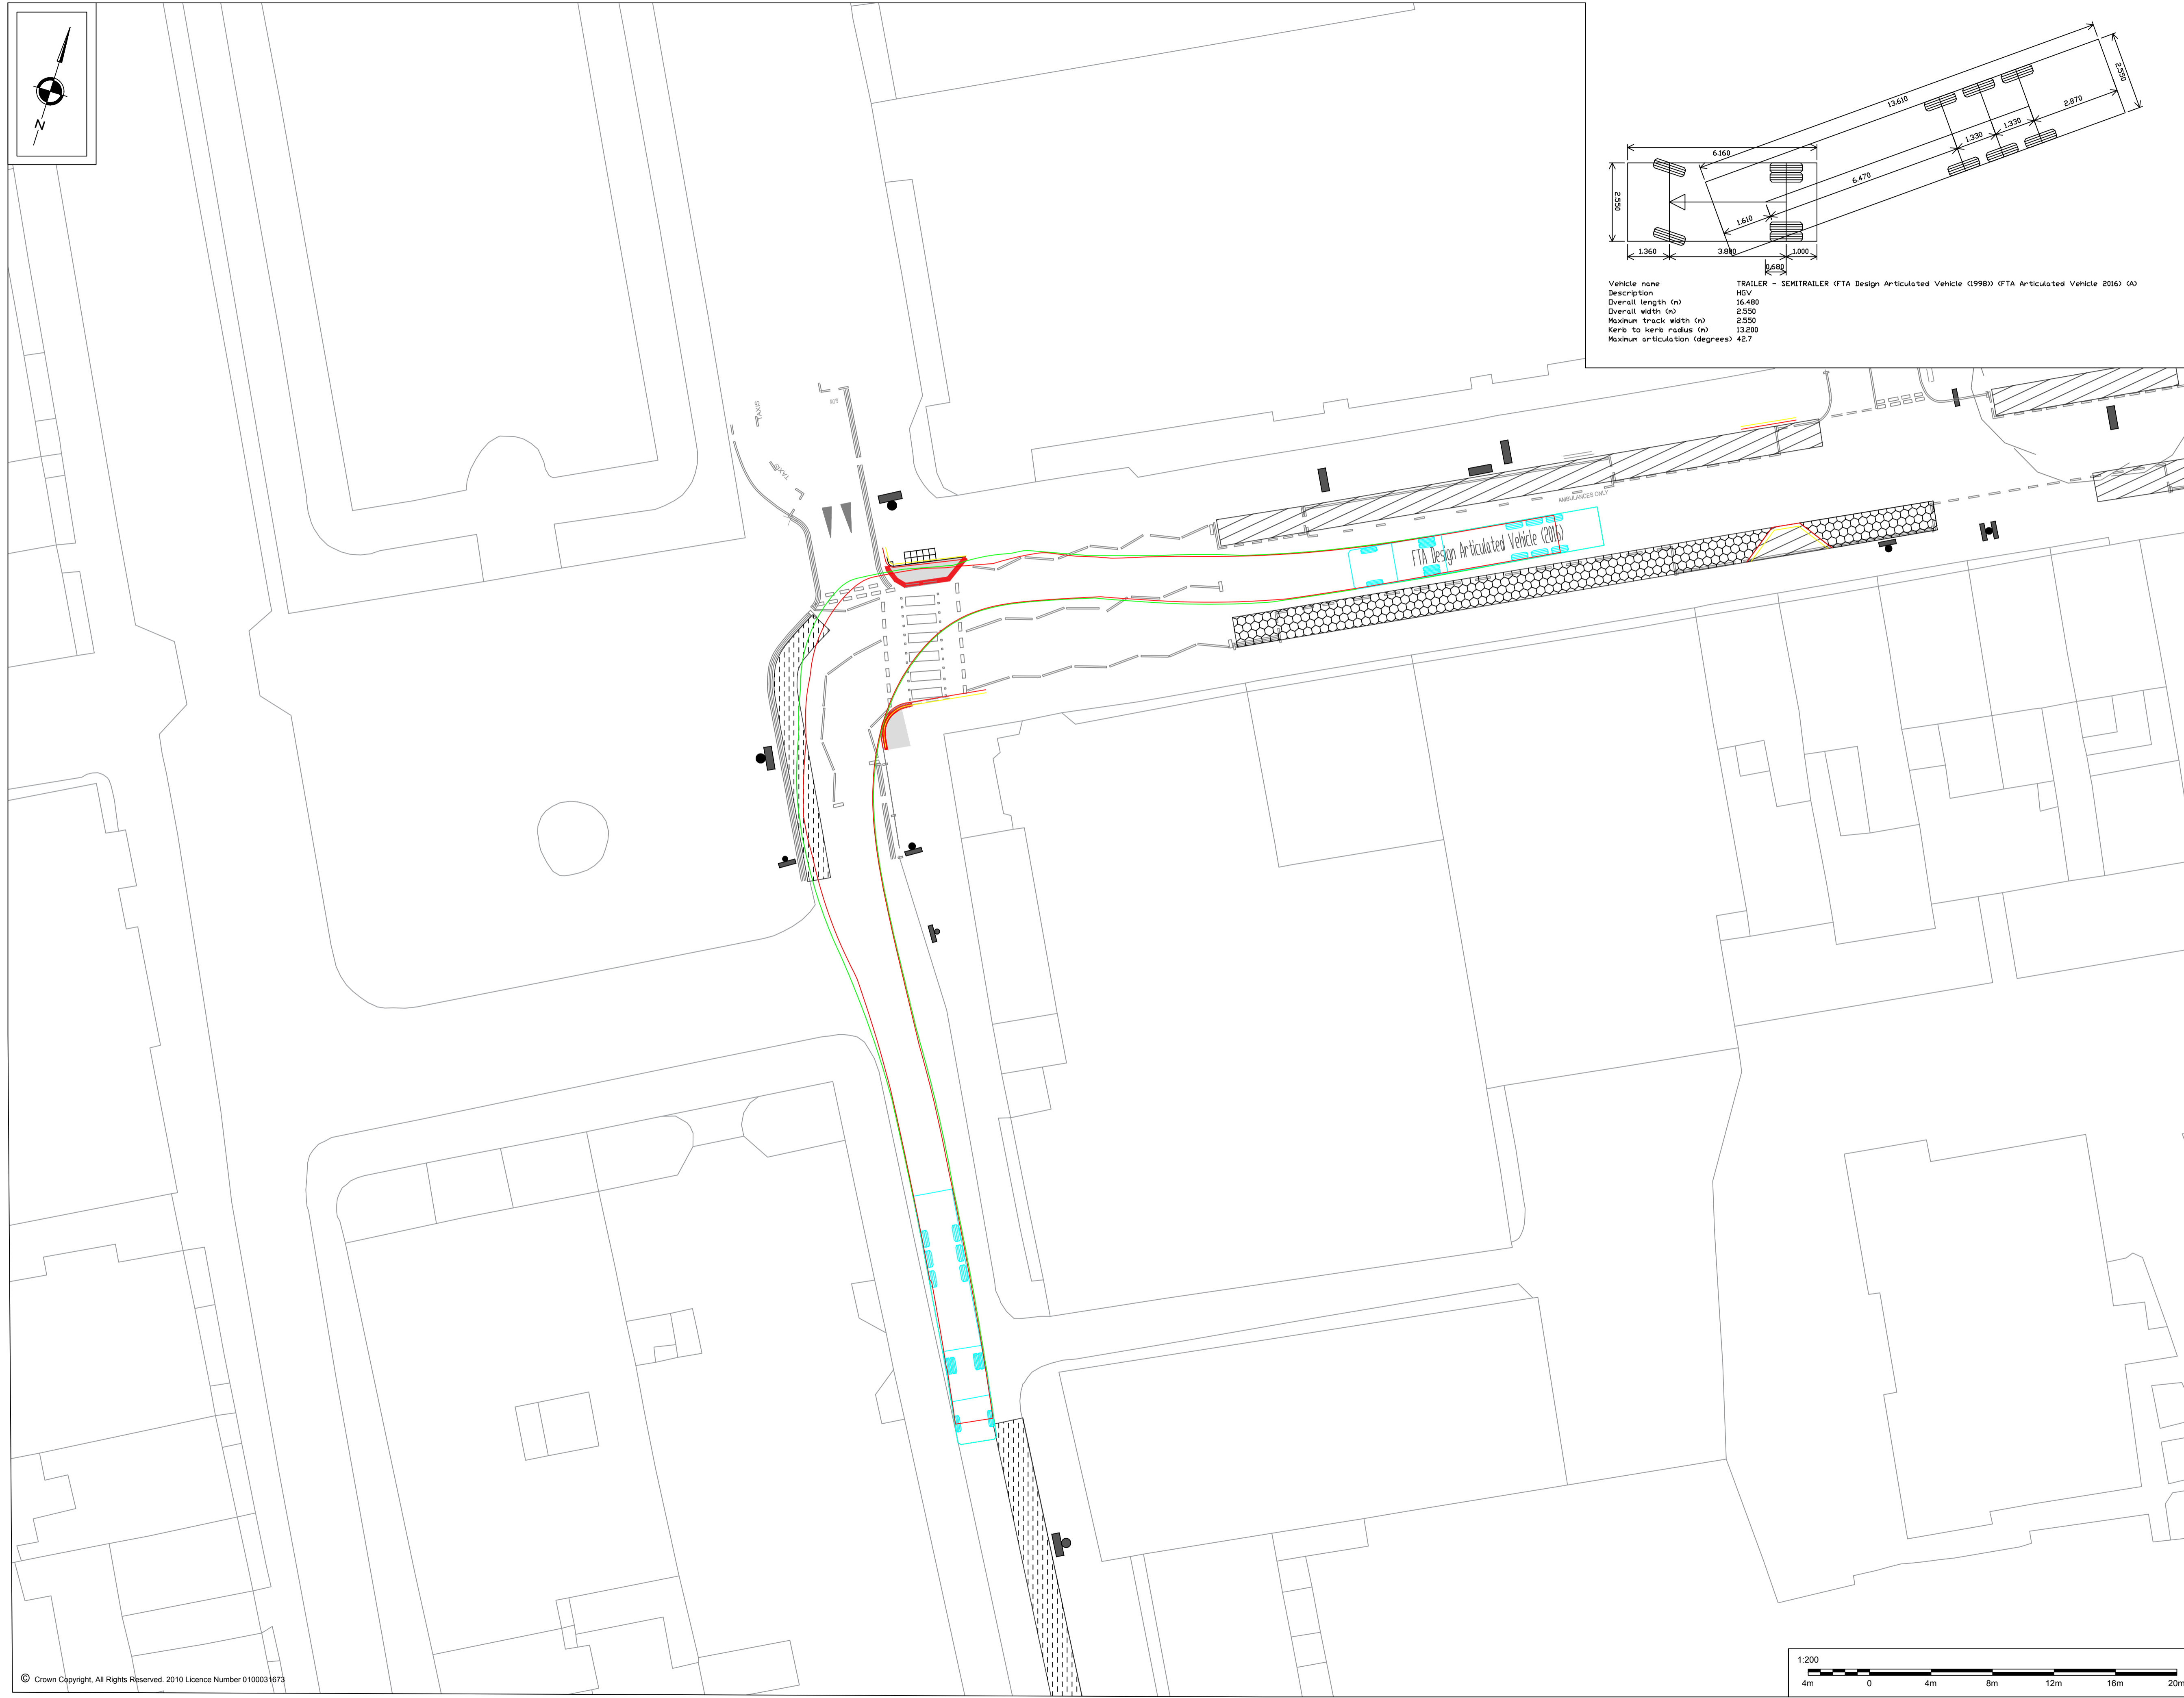 N
13.610
2.550
2.870
1.330
1.330
6.160
6.470
2.550
1.610
1.360
3.800
1.000
0.680
Vehicle name TRAILER - SEMITRAILER (FTA Design Articulated Vehicle (1998)) (FTA Articulated Vehicle 2016) (A)
Description HGV
Overall length (m) 16.480
Overall width (m) 2.550
Maximum track width (m) 2.550
Kerb to kerb radius (m) 13.200
Maximum articulation (degrees) 42.7
TAXIS
TAXIS
AMBULANCES ONLY
FTA Design Articulated Vehicle (2016)
© Crown Copyright, All Rights Reserved. 2010 Licence Number 0100031673
1:200
4m 0 4m 8m 12m 16m 20m